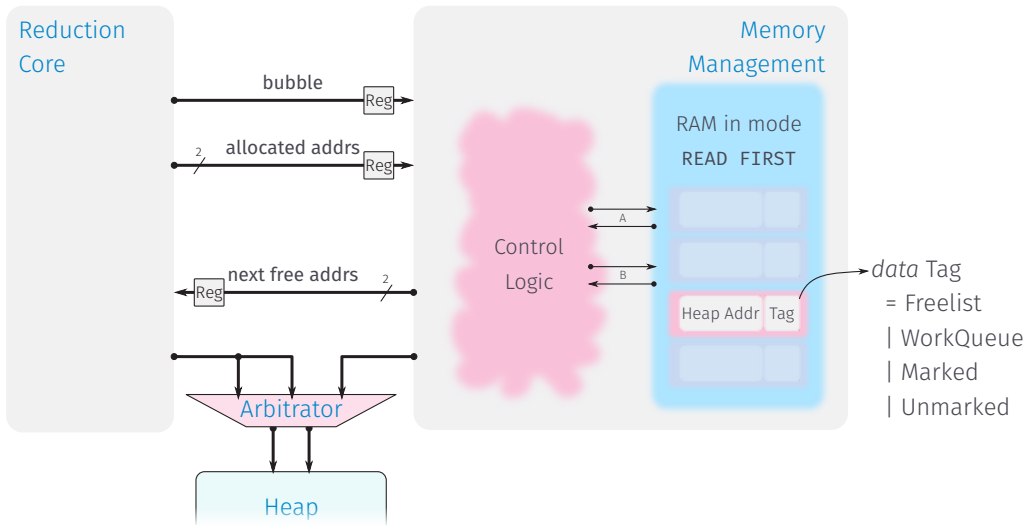 Reduction
Core
Memory
Management
bubble
Reg
2
allocated addrs
Reg
RAM in mode
READ FIRST
A
B
Control
Logic
next free addrs
2
Reg
Heap Addr
Tag
data Tag
= Freelist
| WorkQueue
| Marked
| Unmarked
Arbitrator
Heap